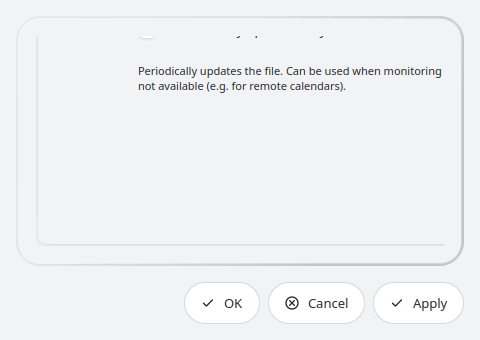 Periodically updates the file. Can be used when monitoring
not available (e.g. for remote calendars).
OK
Cancel
Apply